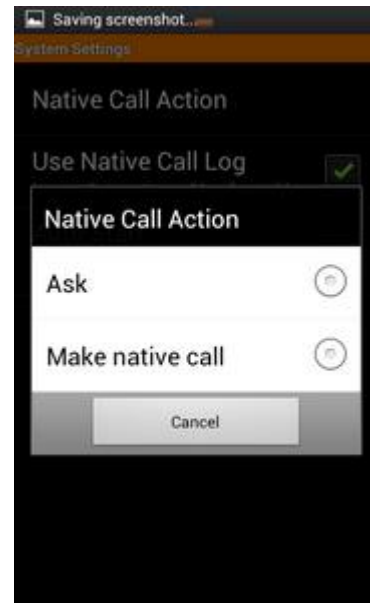 Saving screenshot...
System Settings
Native Call Action
Use Native Call Log
Native Call Action
Ask
Make native call
Cancel